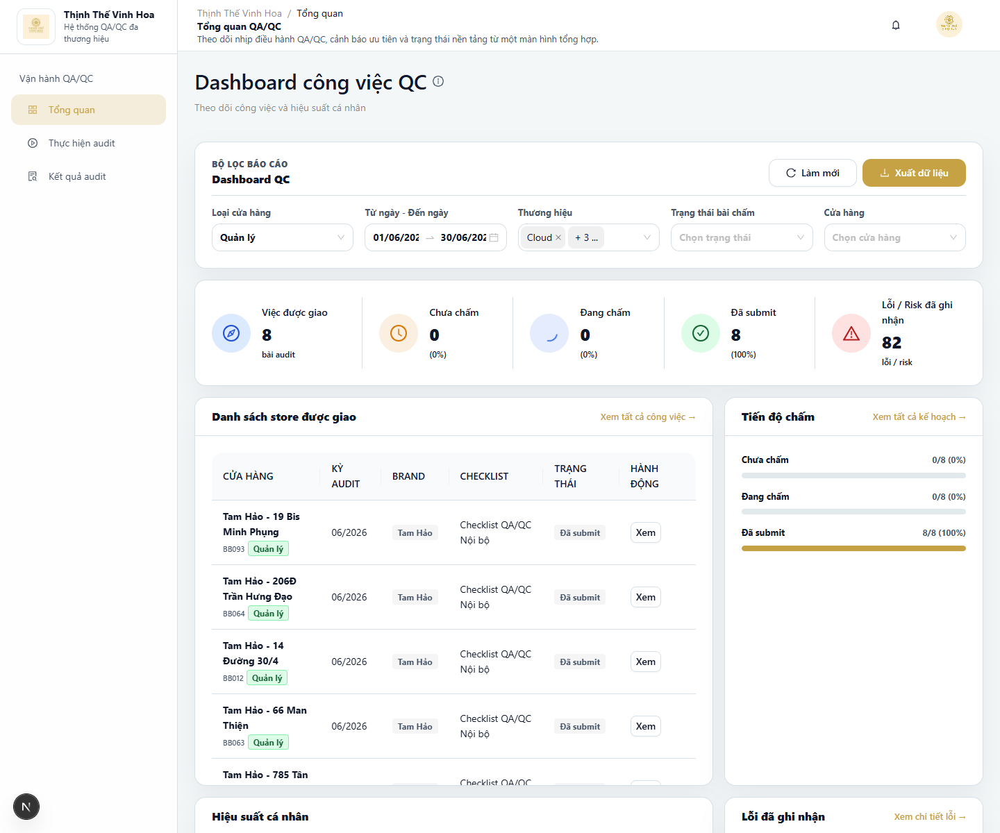 Thịnh Thế Vinh Hoa
Hệ thống QA/QC đa
thương hiệu
Vận hành QA/QC
Tổng quan
Thực hiện audit
Kết quả audit
Thịnh Thế Vinh Hoa / Tổng quan
Tổng quan QA/QC
Theo dõi nhịp điều hành QA/QC, cảnh báo ưu tiên và trạng thái nền tảng từ một màn hình tổng hợp.
Dashboard công việc QC
Theo dõi công việc và hiệu suất cá nhân
BỘ LỌC BÁO CÁO
Dashboard QC
Làm mới
Xuất dữ liệu
Loại cửa hàng
Từ ngày - Đến ngày
Thương hiệu
Trạng thái bài chấm
Cửa hàng
Quản lý
01/06/202
30/06/202
Cloud
+ 3 ...
Chọn trạng thái
Chọn cửa hàng
Việc được giao
8
bài audit
Chưa chấm
0
(0%)
Đang chấm
0
(0%)
Đã submit
8
(100%)
Lỗi / Risk đã ghi
nhận
82
lỗi / risk
Danh sách store được giao
Xem tất cả công việc →
CỬA HÀNG
KỲ
AUDIT
BRAND
CHECKLIST
TRẠNG
THÁI
HÀNH
ĐỘNG
Tam Hảo - 19 Bis
Minh Phụng
BB093 Quản lý
06/2026
Tam Hảo
Checklist QA/QC
Nội bộ
Đã submit
Xem
Tam Hảo - 206Đ
Trần Hưng Đạo
BB064 Quản lý
06/2026
Tam Hảo
Checklist QA/QC
Nội bộ
Đã submit
Xem
Tam Hảo - 14
Đường 30/4
BB012 Quản lý
06/2026
Tam Hảo
Checklist QA/QC
Nội bộ
Đã submit
Xem
Tam Hảo - 66 Man
Thiện
BB063 Quản lý
06/2026
Tam Hảo
Checklist QA/QC
Nội bộ
Đã submit
Xem
Tam Hảo - 785 Tân
Checklist QA/QC
Tiến độ chấm
Xem tất cả kế hoạch →
Chưa chấm
0/8 (0%)
Đang chấm
0/8 (0%)
Đã submit
8/8 (100%)
Hiệu suất cá nhân
Lỗi đã ghi nhận
Xem chi tiết lỗi →
N